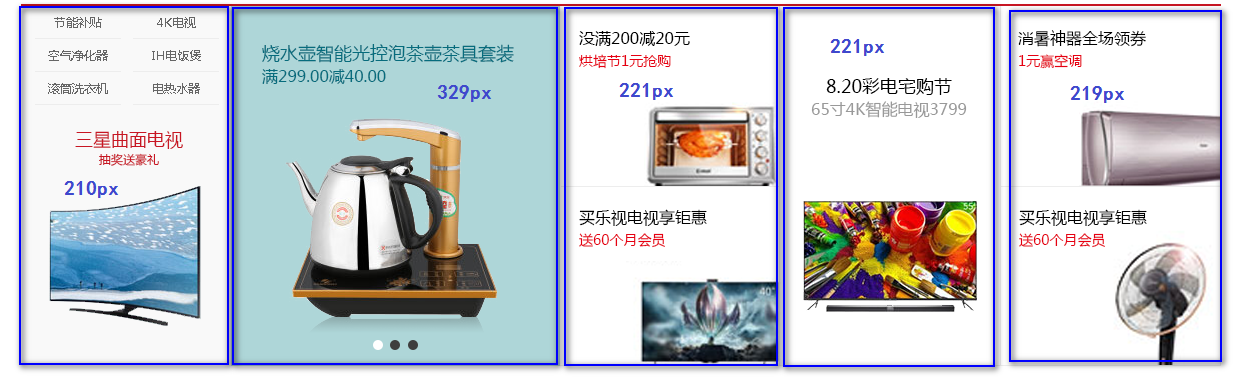 节能补贴
4K电视
空气净化器
IH电饭煲
滚筒洗衣机
电热水器
三星曲面电视
抽奖送豪礼
210px
烧水壶智能光控泡茶壶茶具套装
满299.00减40.00
329px
没满200减20元
烘培节1元抢购
221px
买乐视电视享钜惠
送60个月会员
40"
221px
8.20彩电宅购节
65寸4K智能电视3799
55"
消暑神器全场领券
1元赢空调
219px
买乐视电视享钜惠
送60个月会员